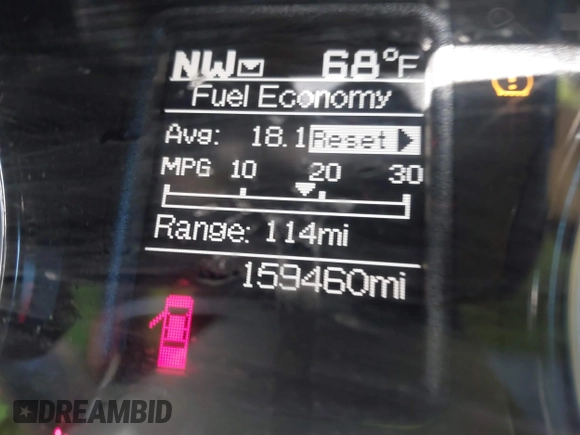 NW 68°F
Fuel Economy
Avg: 18.1 Reset
MPG 10 20 30
Range: 114mi
159460mi
DREAMBID